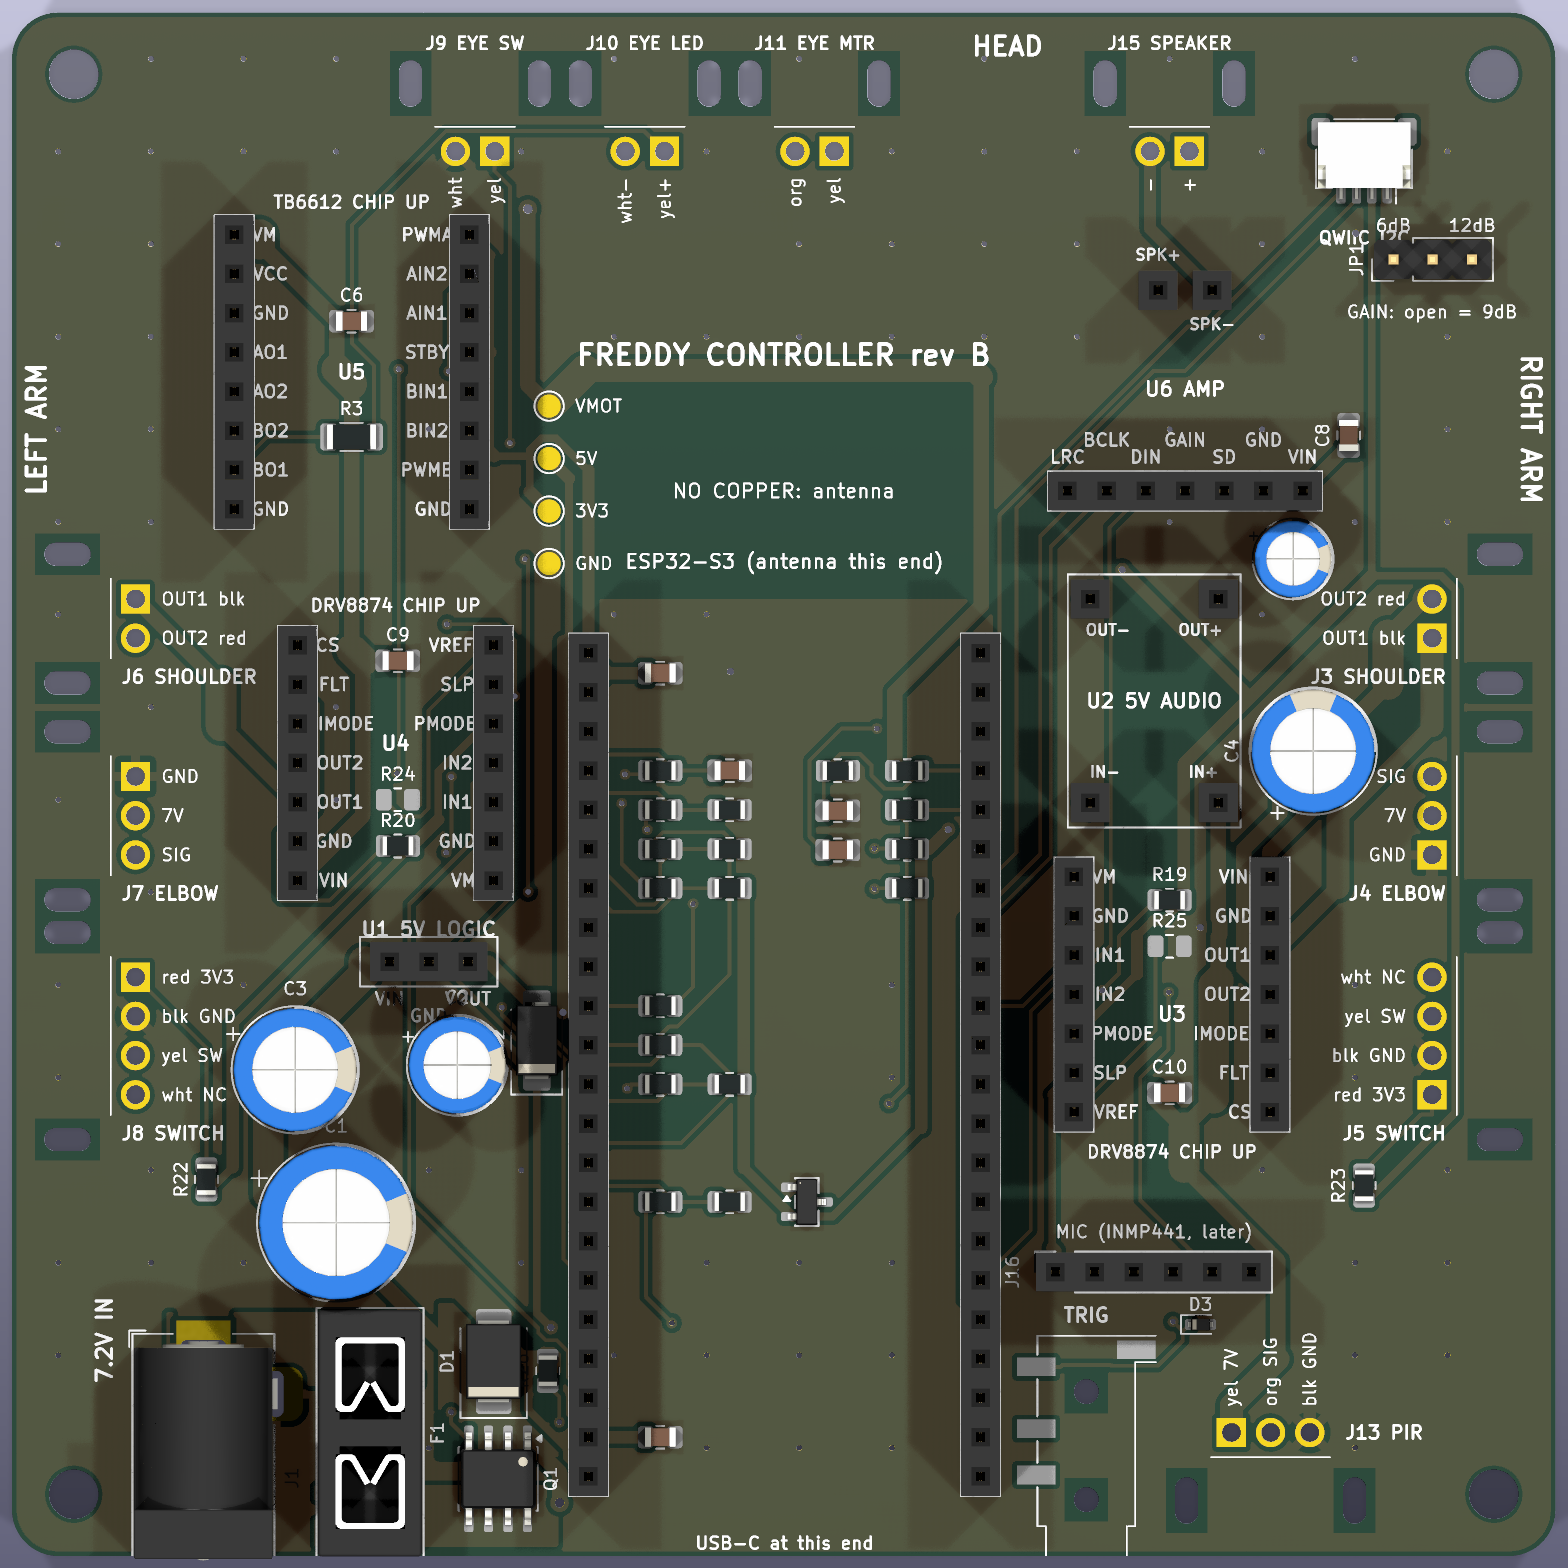 J9 EYE SW
J10 EYE LED
J11 EYE MTR
HEAD
J15 SPEAKER
wht
yel
wht-
yel+
org
yel
-
+
TB6612 CHIP UP
VM
VCC
GND
AO1
AO2
BO2
BO1
GND
PWMA
AIN2
AIN1
STBY
BIN1
BIN2
PWMB
GND
C6
U5
R3
SPK+
SPK-
6dB
12dB
QWIIC I2C
JP1
GAIN: open = 9dB
FREDDY CONTROLLER rev B
VMOT
5V
3V3
GND
NO COPPER: antenna
ESP32-S3 (antenna this end)
LEFT ARM
RIGHT ARM
U6 AMP
BCLK
GAIN
GND
LRC
DIN
SD
VIN
C8
OUT1 blk
OUT2 red
J6 SHOULDER
GND
7V
SIG
J7 ELBOW
red 3V3
blk GND
yel SW
wht NC
J8 SWITCH
R22
DRV8874 CHIP UP
CS
FLT
IMODE
OUT2
OUT1
GND
VIN
C9
U4
R24
R20
VREF
SLP
PMODE
IN2
IN1
GND
VM
U1 5V LOGIC
VIN
GND
VOUT
C3
C1
+
+
+
OUT-
OUT+
U2 5V AUDIO
IN-
IN+
C4
+
+
OUT2 red
OUT1 blk
J3 SHOULDER
SIG
7V
GND
J4 ELBOW
wht NC
yel SW
blk GND
red 3V3
J5 SWITCH
R23
VM
GND
IN1
IN2
PMODE
SLP
VREF
R19
R25
U3
C10
VIN
GND
OUT1
OUT2
IMODE
FLT
CS
DRV8874 CHIP UP
MIC (INMP441, later)
J16
TRIG
D3
yel 7V
org SIG
blk GND
J13 PIR
7.2V IN
J1
F1
D1
Q1
USB-C at this end